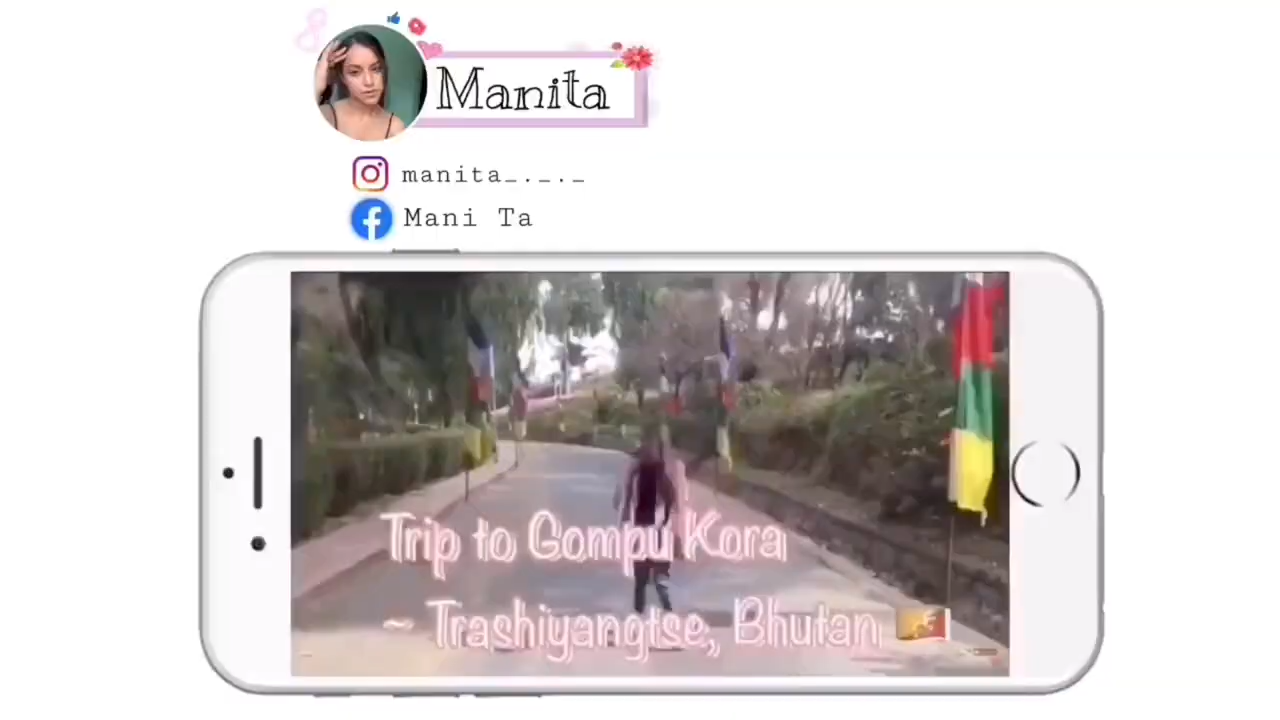 Manita
manita_._._
Mani Ta
Trip to Gompu Kora
~ Trashiyangtse, Bhutan